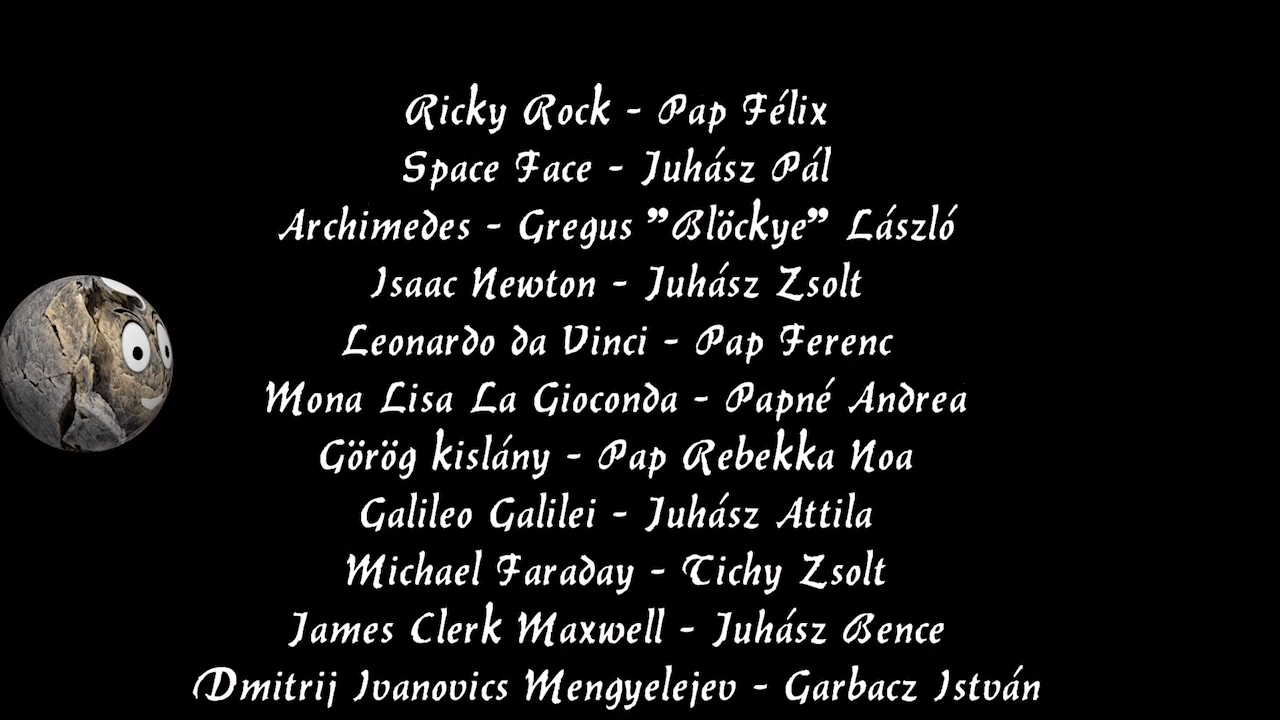 Ricky Rock - Pap Félix
Space Face - Juhász Pál
Archimedes - Gregus "Blöckye" László
Isaac Newton - Juhász Zsolt
Leonardo da Vinci - Pap Ferenc
Mona Lisa La Gioconda - Papné Andrea
Görög kislány - Pap Rebekka Noa
Galileo Galilei - Juhász Attila
Michael Faraday - Tichy Zsolt
James Clerk Maxwell - Juhász Bence
Dmitrij Ivanovics Mengyelejev - Garbacz István